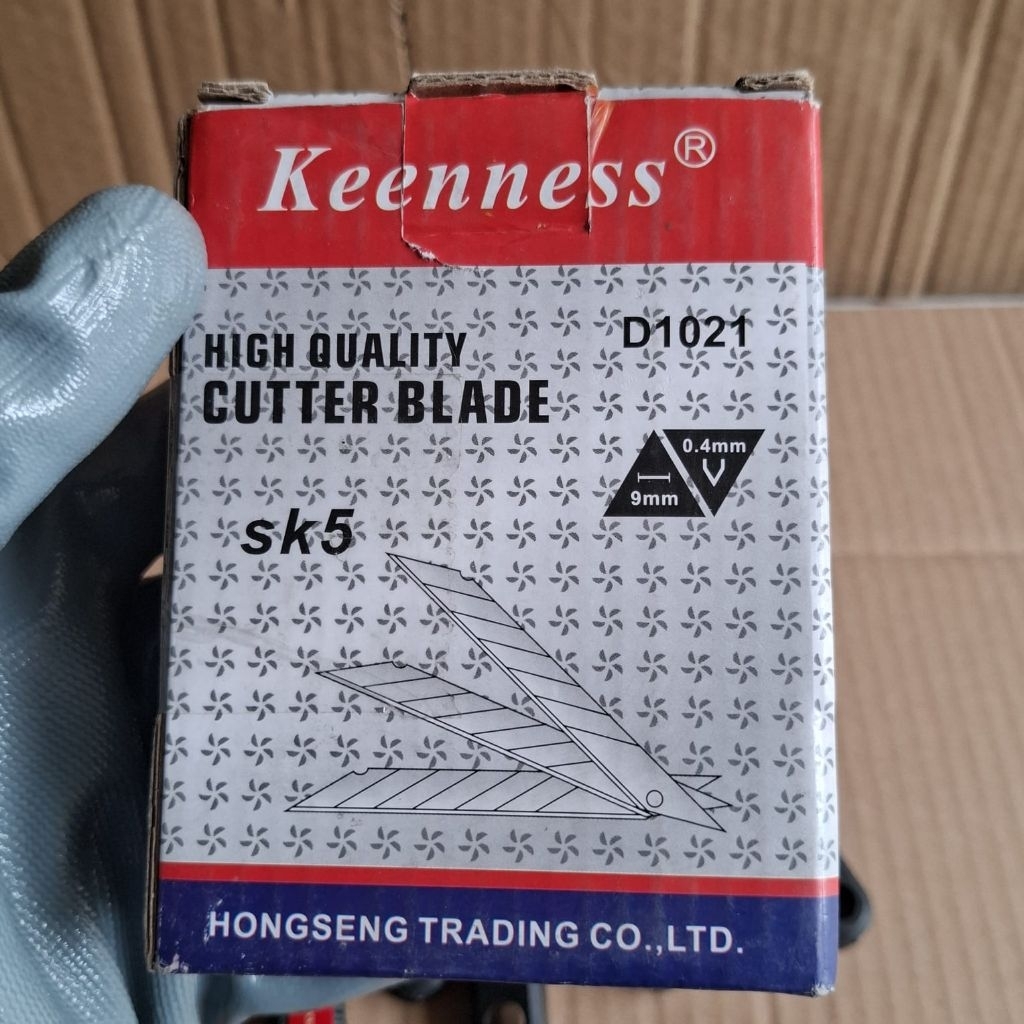 Keenness®
HIGH QUALITY
CUTTER BLADE
D1021
0.4mm
9mm
sk5
HONGSENG TRADING CO.,LTD.